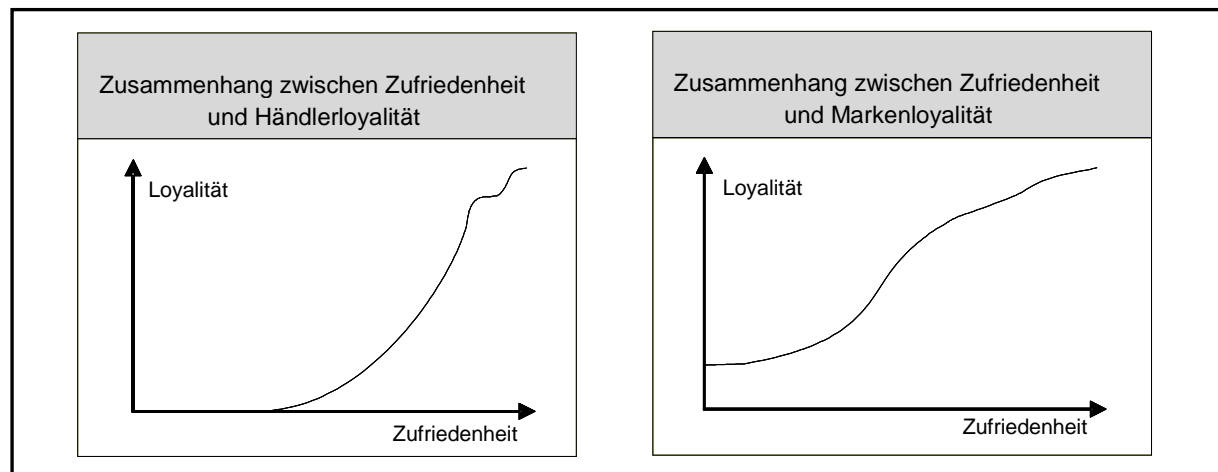 Zusammenhang zwischen Zufriedenheit
und Händlerloyalität
Loyalität
Zufriedenheit
Zusammenhang zwischen Zufriedenheit
und Markenloyalität
Loyalität
Zufriedenheit